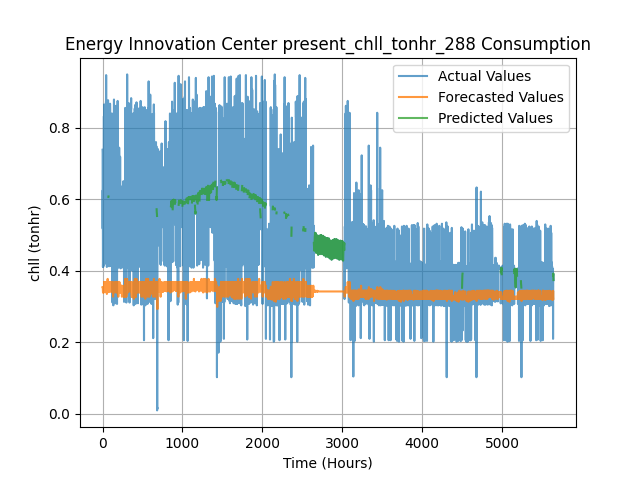 Energy Innovation Center present_chll_tonhr_288 Consumption
Actual Values
Forecasted Values
Predicted Values
0.8
0.6
0.4
0.2
0.0
chll (tonhr)
0 1000 2000 3000 4000 5000
Time (Hours)